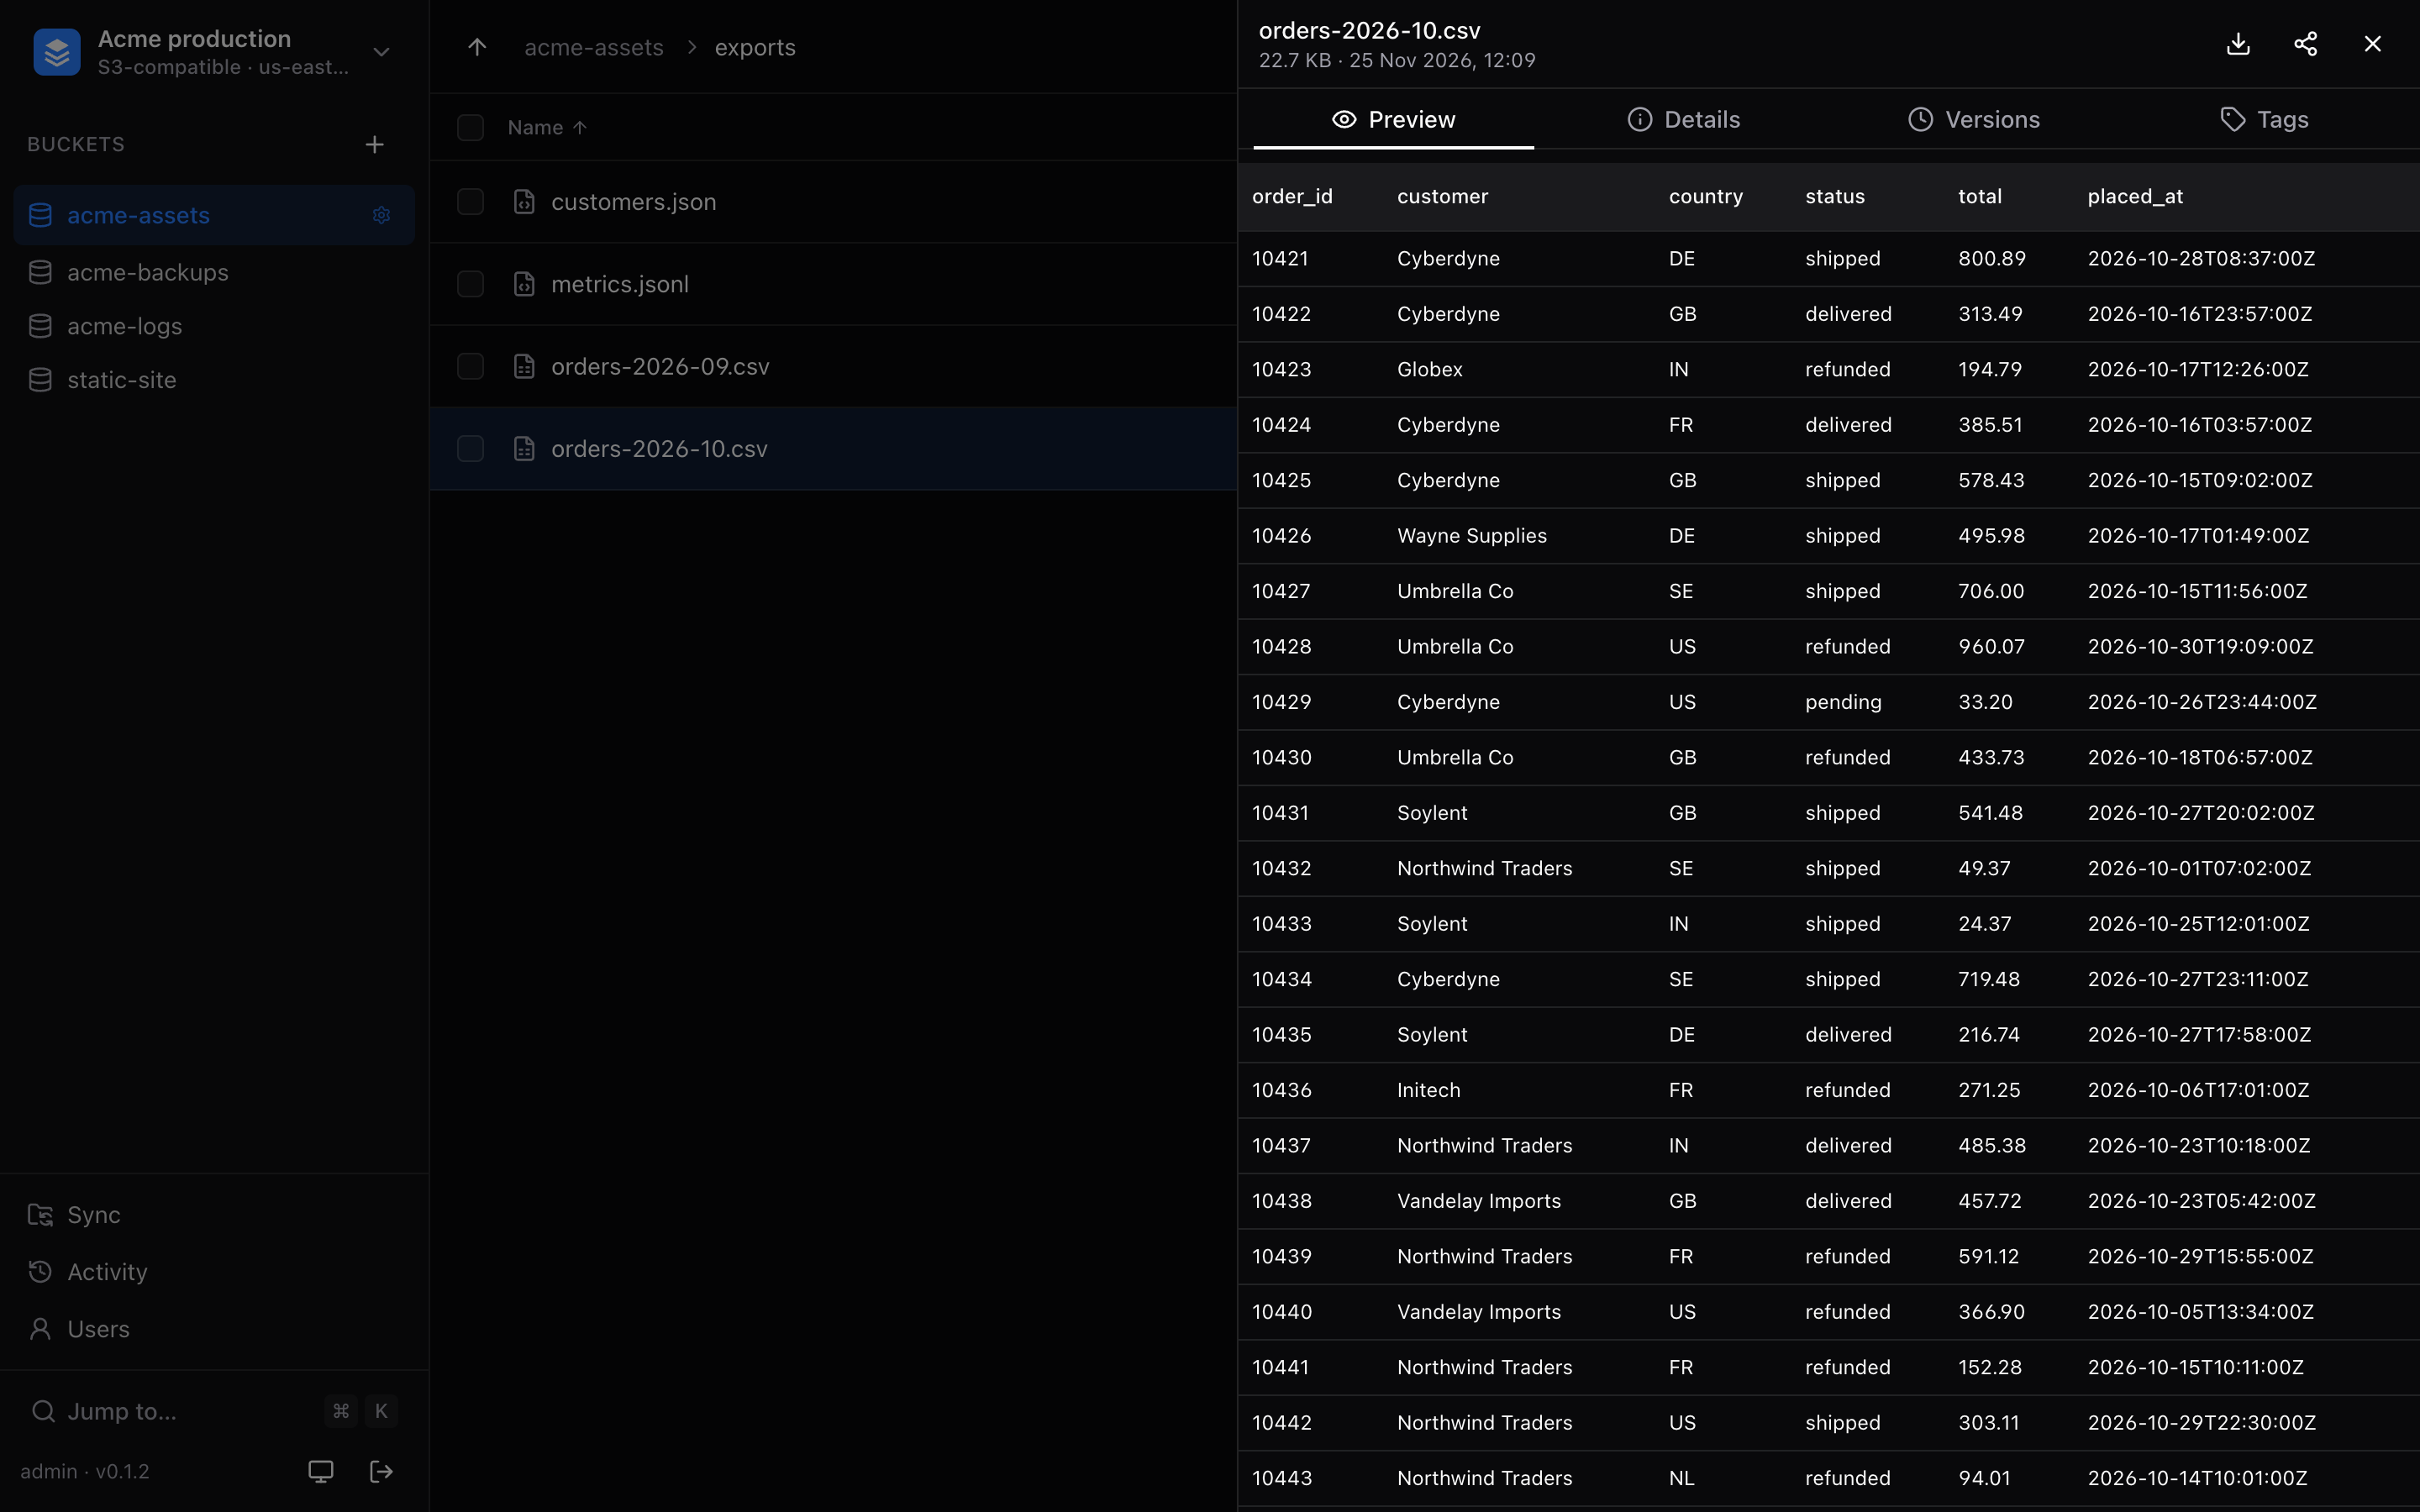 Acme production
S3-compatible · us-east...
BUCKETS
acme-assets
acme-backups
acme-logs
static-site
Sync
Activity
Users
Jump to...
⌘ K
admin · v0.1.2
acme-assets > exports
Name ↑
customers.json
metrics.jsonl
orders-2026-09.csv
orders-2026-10.csv
orders-2026-10.csv
22.7 KB · 25 Nov 2026, 12:09
Preview Details Versions Tags
order_id customer country status total placed_at
10421 Cyberdyne DE shipped 800.89 2026-10-28T08:37:00Z
10422 Cyberdyne GB delivered 313.49 2026-10-16T23:57:00Z
10423 Globex IN refunded 194.79 2026-10-17T12:26:00Z
10424 Cyberdyne FR delivered 385.51 2026-10-16T03:57:00Z
10425 Cyberdyne GB shipped 578.43 2026-10-15T09:02:00Z
10426 Wayne Supplies DE shipped 495.98 2026-10-17T01:49:00Z
10427 Umbrella Co SE shipped 706.00 2026-10-15T11:56:00Z
10428 Umbrella Co US refunded 960.07 2026-10-30T19:09:00Z
10429 Cyberdyne US pending 33.20 2026-10-26T23:44:00Z
10430 Umbrella Co GB refunded 433.73 2026-10-18T06:57:00Z
10431 Soylent GB shipped 541.48 2026-10-27T20:02:00Z
10432 Northwind Traders SE shipped 49.37 2026-10-01T07:02:00Z
10433 Soylent IN shipped 24.37 2026-10-25T12:01:00Z
10434 Cyberdyne SE shipped 719.48 2026-10-27T23:11:00Z
10435 Soylent DE delivered 216.74 2026-10-27T17:58:00Z
10436 Initech FR refunded 271.25 2026-10-06T17:01:00Z
10437 Northwind Traders IN delivered 485.38 2026-10-23T10:18:00Z
10438 Vandelay Imports GB delivered 457.72 2026-10-23T05:42:00Z
10439 Northwind Traders FR refunded 591.12 2026-10-29T15:55:00Z
10440 Vandelay Imports US refunded 366.90 2026-10-05T13:34:00Z
10441 Northwind Traders FR refunded 152.28 2026-10-15T10:11:00Z
10442 Northwind Traders US shipped 303.11 2026-10-29T22:30:00Z
10443 Northwind Traders NL refunded 94.01 2026-10-14T10:01:00Z